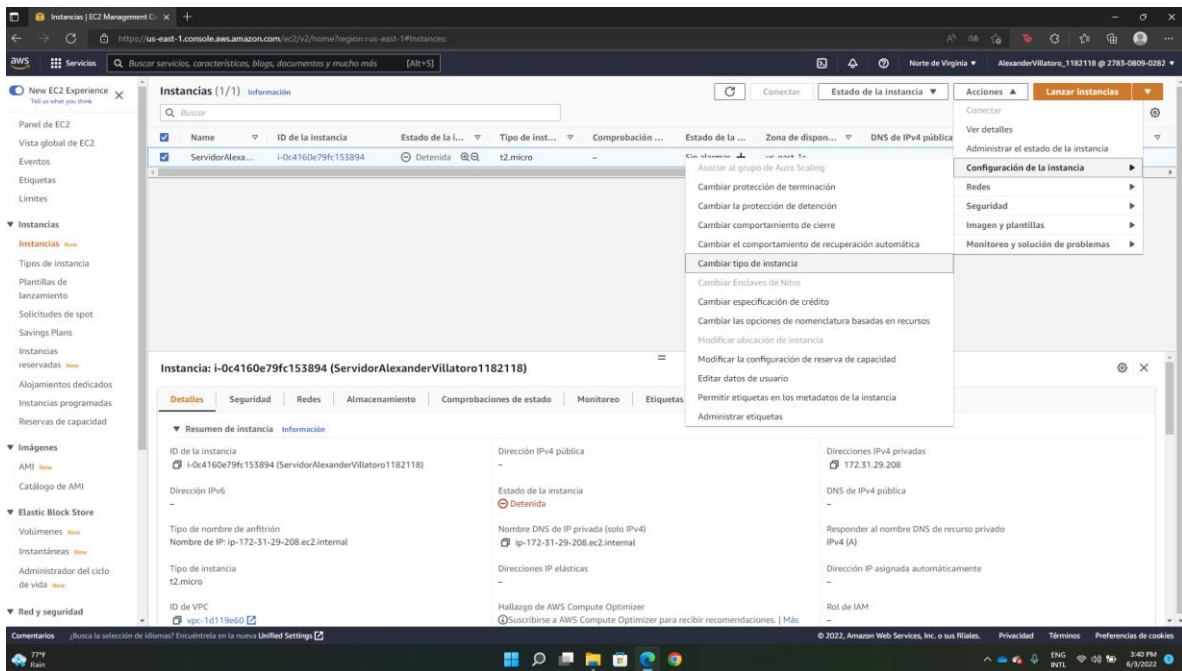 Instancias | EC2 Management Co
https://us-east-1.console.aws.amazon.com/ec2/v2/home?region=us-east-1#Instances:
aws
Servicios
Buscar servicios, características, blogs, documentos y mucho más
[Alt+S]
Norte de Virginia
AlexanderVillatoro_1182118 @ 2783-0809-0282
New EC2 Experience
Tell us what you think
Panel de EC2
Vista global de EC2
Eventos
Etiquetas
Límites
Instancias
Instancias New
Tipos de instancia
Plantillas de
lanzamiento
Solicitudes de spot
Savings Plans
Instancias
reservadas New
Alojamientos dedicados
Instancias programadas
Reservas de capacidad
Imágenes
AMI New
Catálogo de AMI
Elastic Block Store
Volúmenes New
Instantáneas New
Administrador del ciclo
de vida New
Red y seguridad
Instancias (1/1) Información
Conectar
Estado de la instancia
Acciones
Lanzar instancias
Buscar
Name
ID de la instancia
Estado de la i...
Tipo de inst...
Comprobación ...
Estado de la ...
Zona de dispon...
DNS de IPv4 pública
ServidorAlexa...
i-0c4160e79fc153894
Detenida
t2.micro
–
Sin alarmas
us-east-1c
Conectar
Ver detalles
Administrar el estado de la instancia
Configuración de la instancia
Redes
Seguridad
Imagen y plantillas
Monitoreo y solución de problemas
Asociar al grupo de Auto Scaling
Cambiar protección de terminación
Cambiar la protección de detención
Cambiar comportamiento de cierre
Cambiar el comportamiento de recuperación automática
Cambiar tipo de instancia
Cambiar Enclaves de Nitro
Cambiar especificación de crédito
Cambiar las opciones de nomenclatura basadas en recursos
Modificar ubicación de instancia
Modificar la configuración de reserva de capacidad
Editar datos de usuario
Permitir etiquetas en los metadatos de la instancia
Administrar etiquetas
Instancia: i-0c4160e79fc153894 (ServidorAlexanderVillatoro1182118)
Detalles
Seguridad
Redes
Almacenamiento
Comprobaciones de estado
Monitoreo
Etiquetas
Resumen de instancia Información
ID de la instancia
i-0c4160e79fc153894 (ServidorAlexanderVillatoro1182118)
Dirección IPv4 pública
–
Direcciones IPv4 privadas
172.31.29.208
Dirección IPv6
–
Estado de la instancia
Detenida
DNS de IPv4 pública
–
Tipo de nombre de anfitrión
Nombre de IP: ip-172-31-29-208.ec2.internal
Nombre DNS de IP privada (solo IPv4)
ip-172-31-29-208.ec2.internal
Responder al nombre DNS de recurso privado
IPv4 (A)
Tipo de instancia
t2.micro
Direcciones IP elásticas
–
Dirección IP asignada automáticamente
–
ID de VPC
vpc-1d119e60
Hallazgo de AWS Compute Optimizer
Suscribirse a AWS Compute Optimizer para recibir recomendaciones. | Más
Rol de IAM
–
Comentarios
¿Busca la selección de idiomas? Encuéntrela en la nueva Unified Settings
© 2022, Amazon Web Services, Inc. o sus filiales.
Privacidad
Términos
Preferencias de cookies
77°F
Rain
ENG
INTL
3:40 PM
6/3/2022